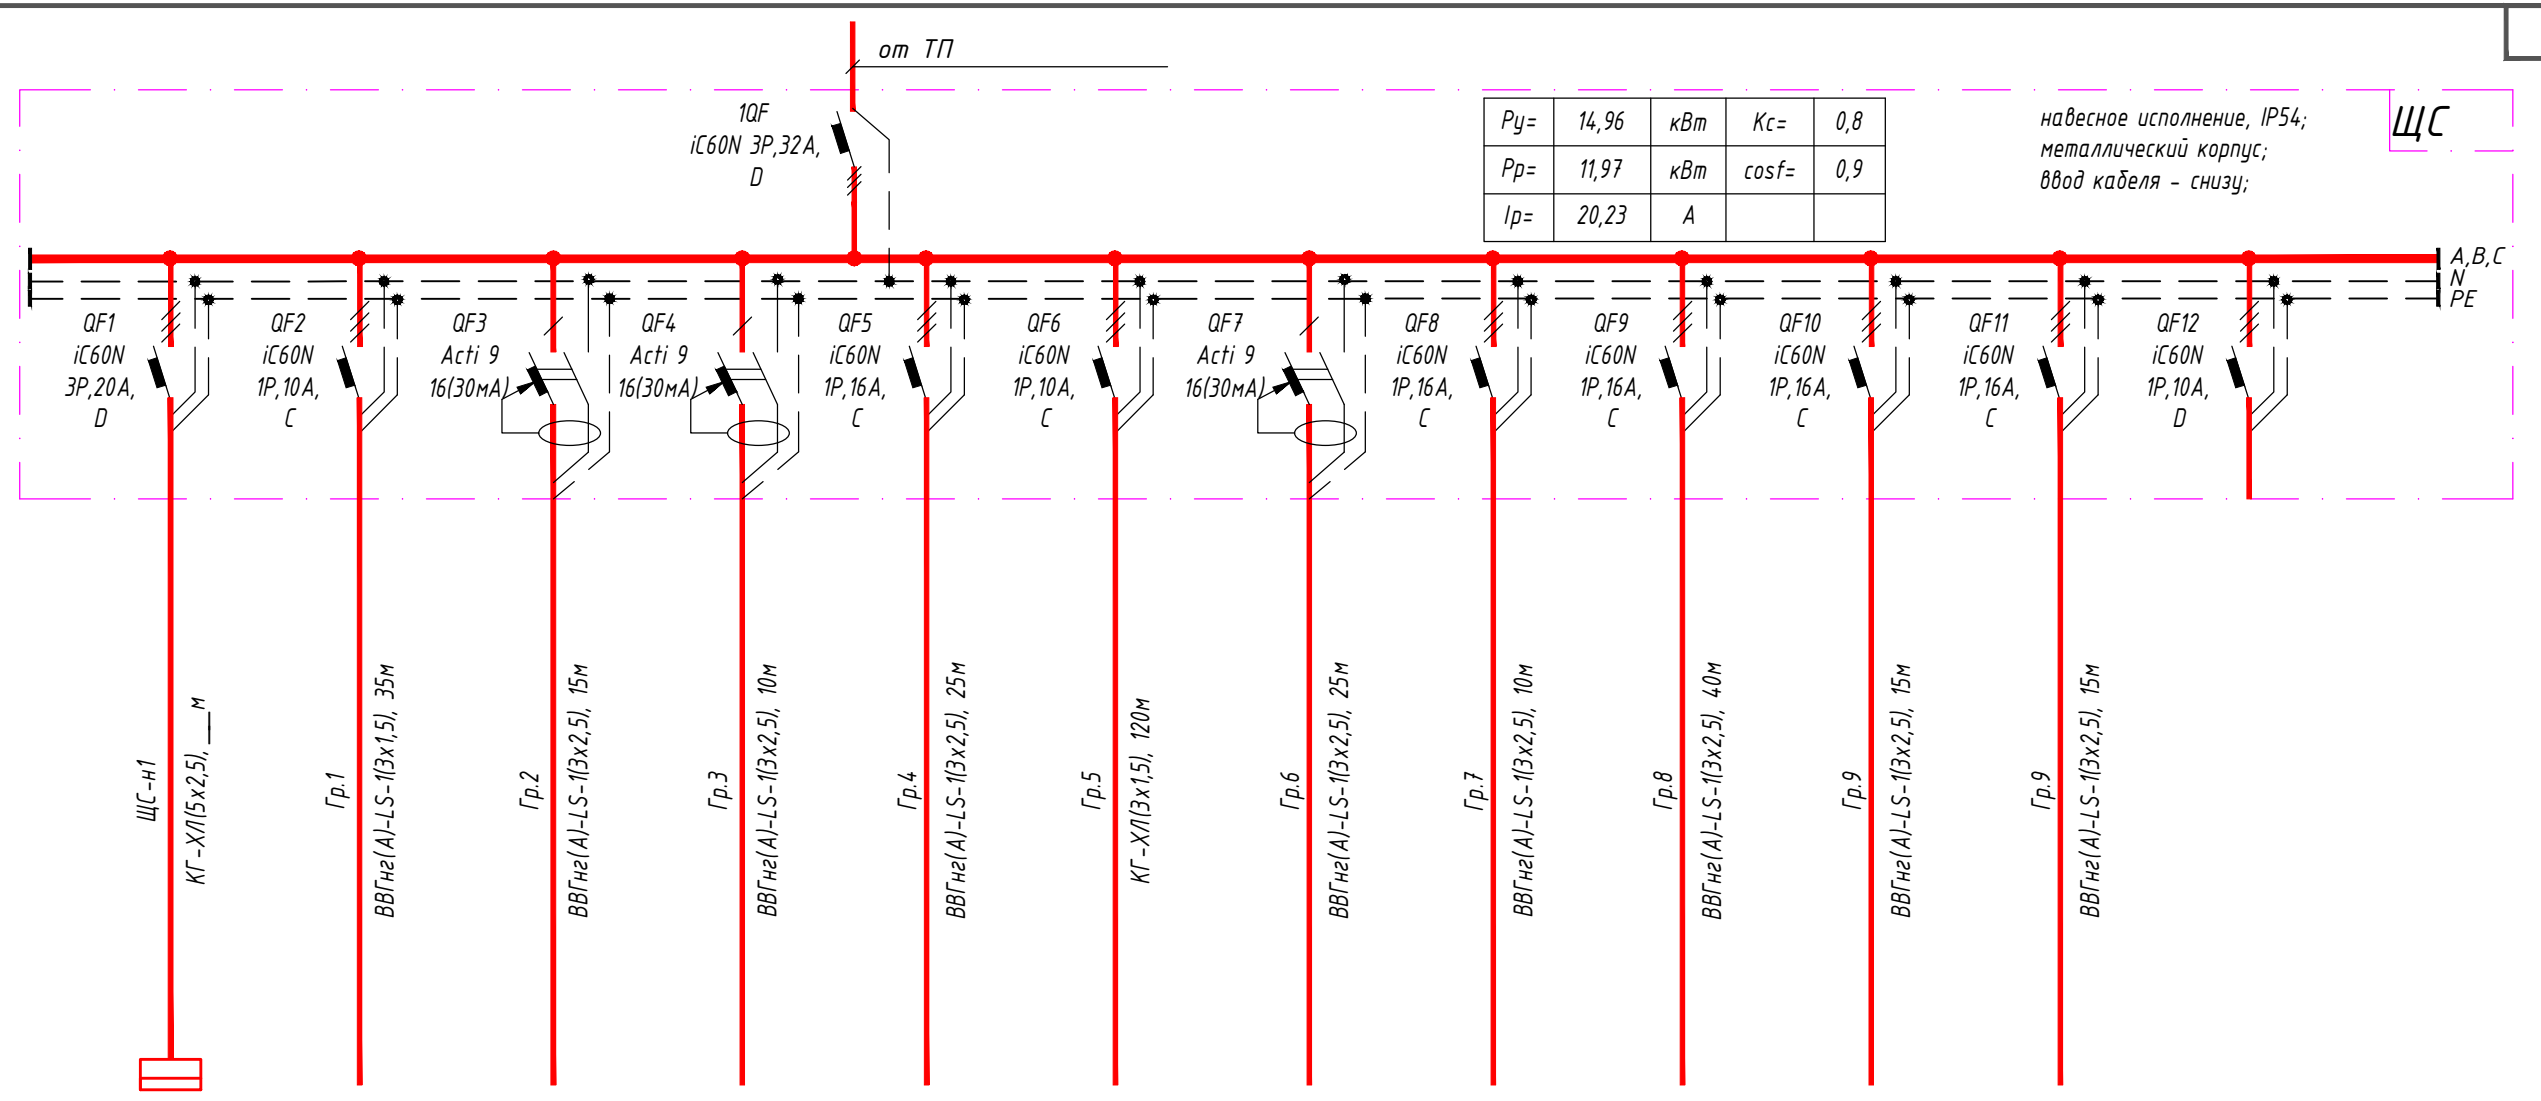 от ТП
1QF
iC60N 3P,32A,
D
Ру= 14,96 кВт Кс= 0,8
Рр= 11,97 кВт cosf= 0,9
Iр= 20,23 А
навесное исполнение, IP54;
металлический корпус;
ввод кабеля - снизу;
ЩС
A,B,C
N
PE
QF1
iC60N
3P,20A,
D
QF2
iC60N
1P,10A,
C
QF3
Acti 9
16(30мА)
QF4
Acti 9
16(30мА)
QF5
iC60N
1P,16A,
C
QF6
iC60N
1P,10A,
C
QF7
Acti 9
16(30мА)
QF8
iC60N
1P,16A,
C
QF9
iC60N
1P,16A,
C
QF10
iC60N
1P,16A,
C
QF11
iC60N
1P,16A,
C
QF12
iC60N
1P,10A,
D
ЩС-н1
КГ-ХЛ(5х2,5), __м
Гр.1
ВВГнг(А)-LS-1(3х1,5), 35м
Гр.2
ВВГнг(А)-LS-1(3х2,5), 15м
Гр.3
ВВГнг(А)-LS-1(3х2,5), 10м
Гр.4
ВВГнг(А)-LS-1(3х2,5), 25м
Гр.5
КГ-ХЛ(3х1,5), 120м
Гр.6
ВВГнг(А)-LS-1(3х2,5), 25м
Гр.7
ВВГнг(А)-LS-1(3х2,5), 10м
Гр.8
ВВГнг(А)-LS-1(3х2,5), 40м
Гр.9
ВВГнг(А)-LS-1(3х2,5), 15м
Гр.9
ВВГнг(А)-LS-1(3х2,5), 15м